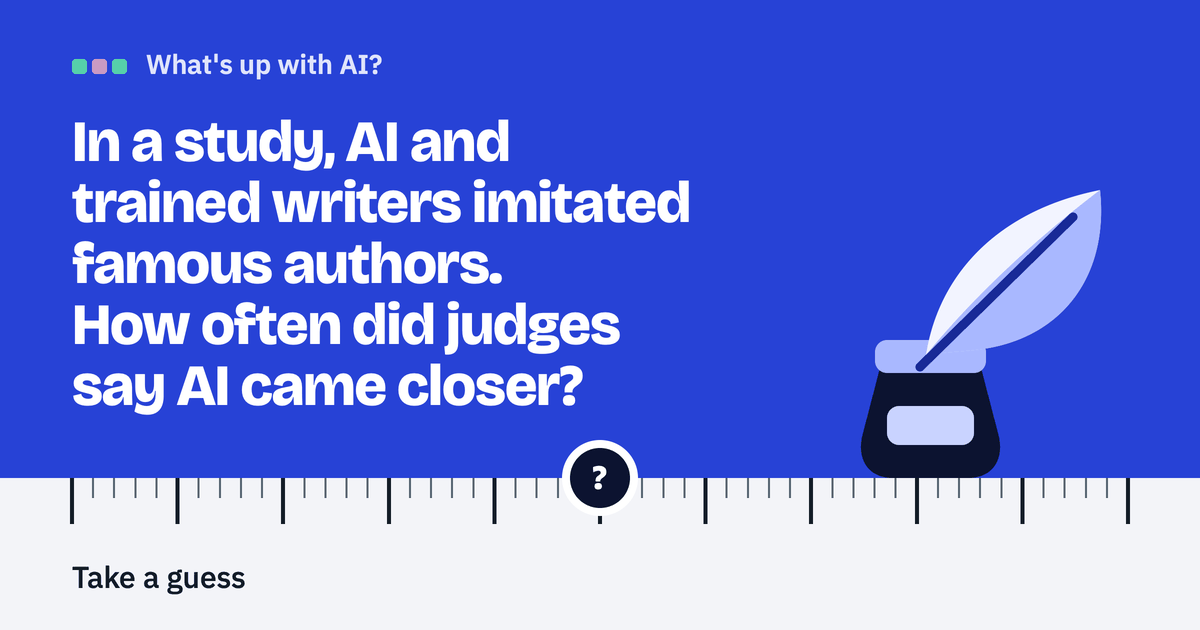 What's up with AI?
In a study, AI and
trained writers imitated
famous authors.
How often did judges
say AI came closer?
?
Take a guess